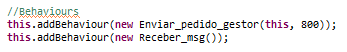 //Behaviours
this.addBehaviour(new Enviar_pedido_gestor(this, 800));
this.addBehaviour(new Receber_msg());